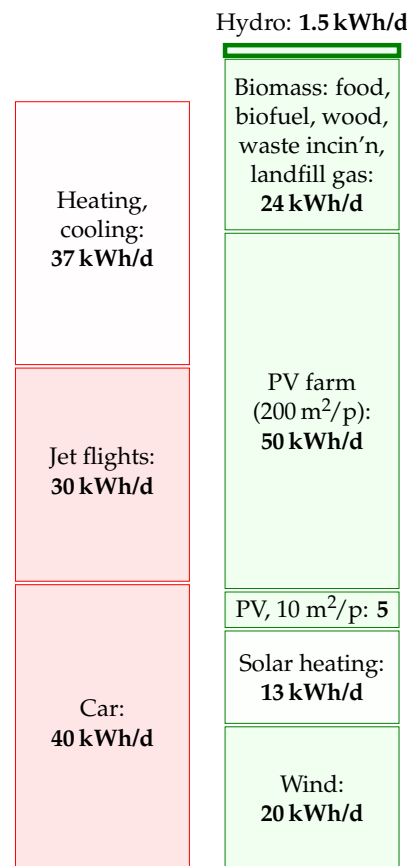 Hydro: 1.5 kWh/d
Biomass: food,
biofuel, wood,
waste incin’n,
landfill gas:
24 kWh/d
Heating,
cooling:
37 kWh/d
PV farm
(200 m²/p):
50 kWh/d
Jet flights:
30 kWh/d
PV, 10 m²/p: 5
Solar heating:
13 kWh/d
Car:
40 kWh/d
Wind:
20 kWh/d